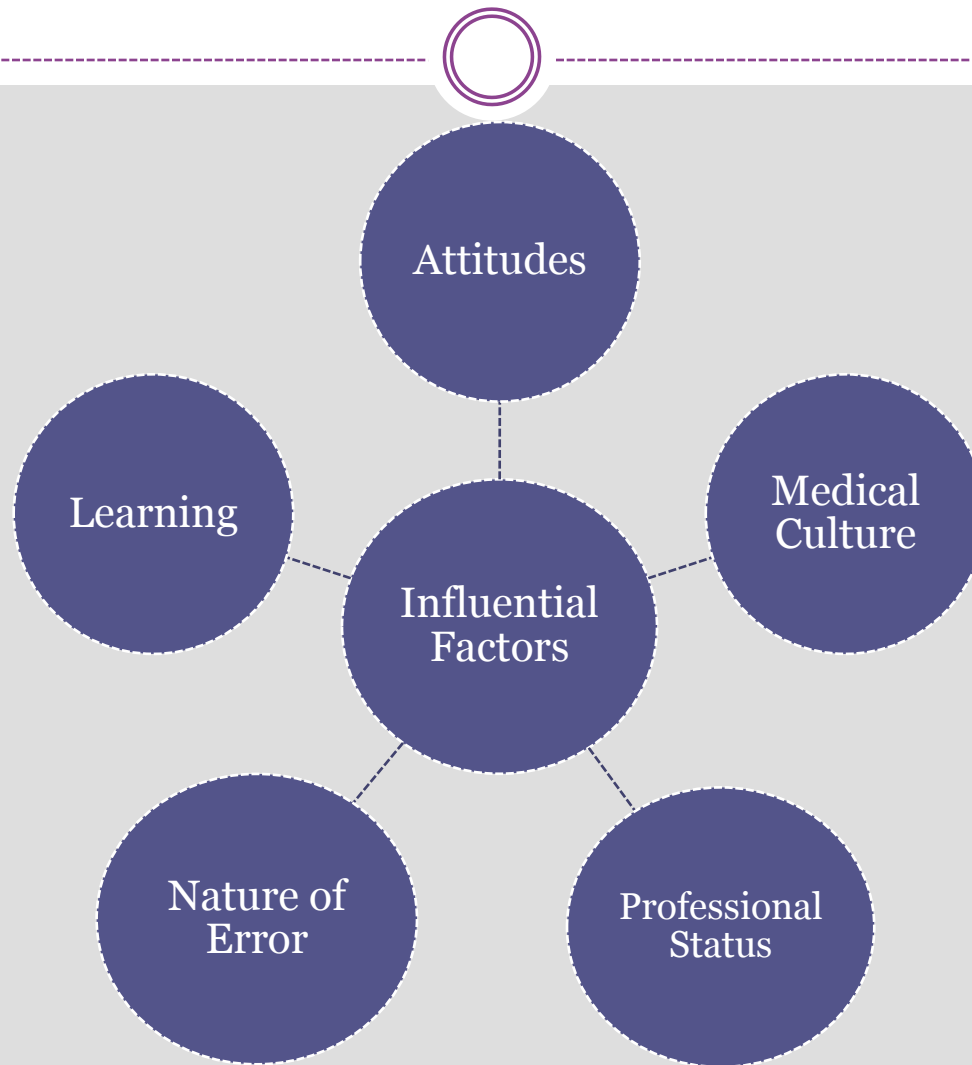 Attitudes
Learning
Medical
Culture
Influential
Factors
Nature of
Error
Professional
Status